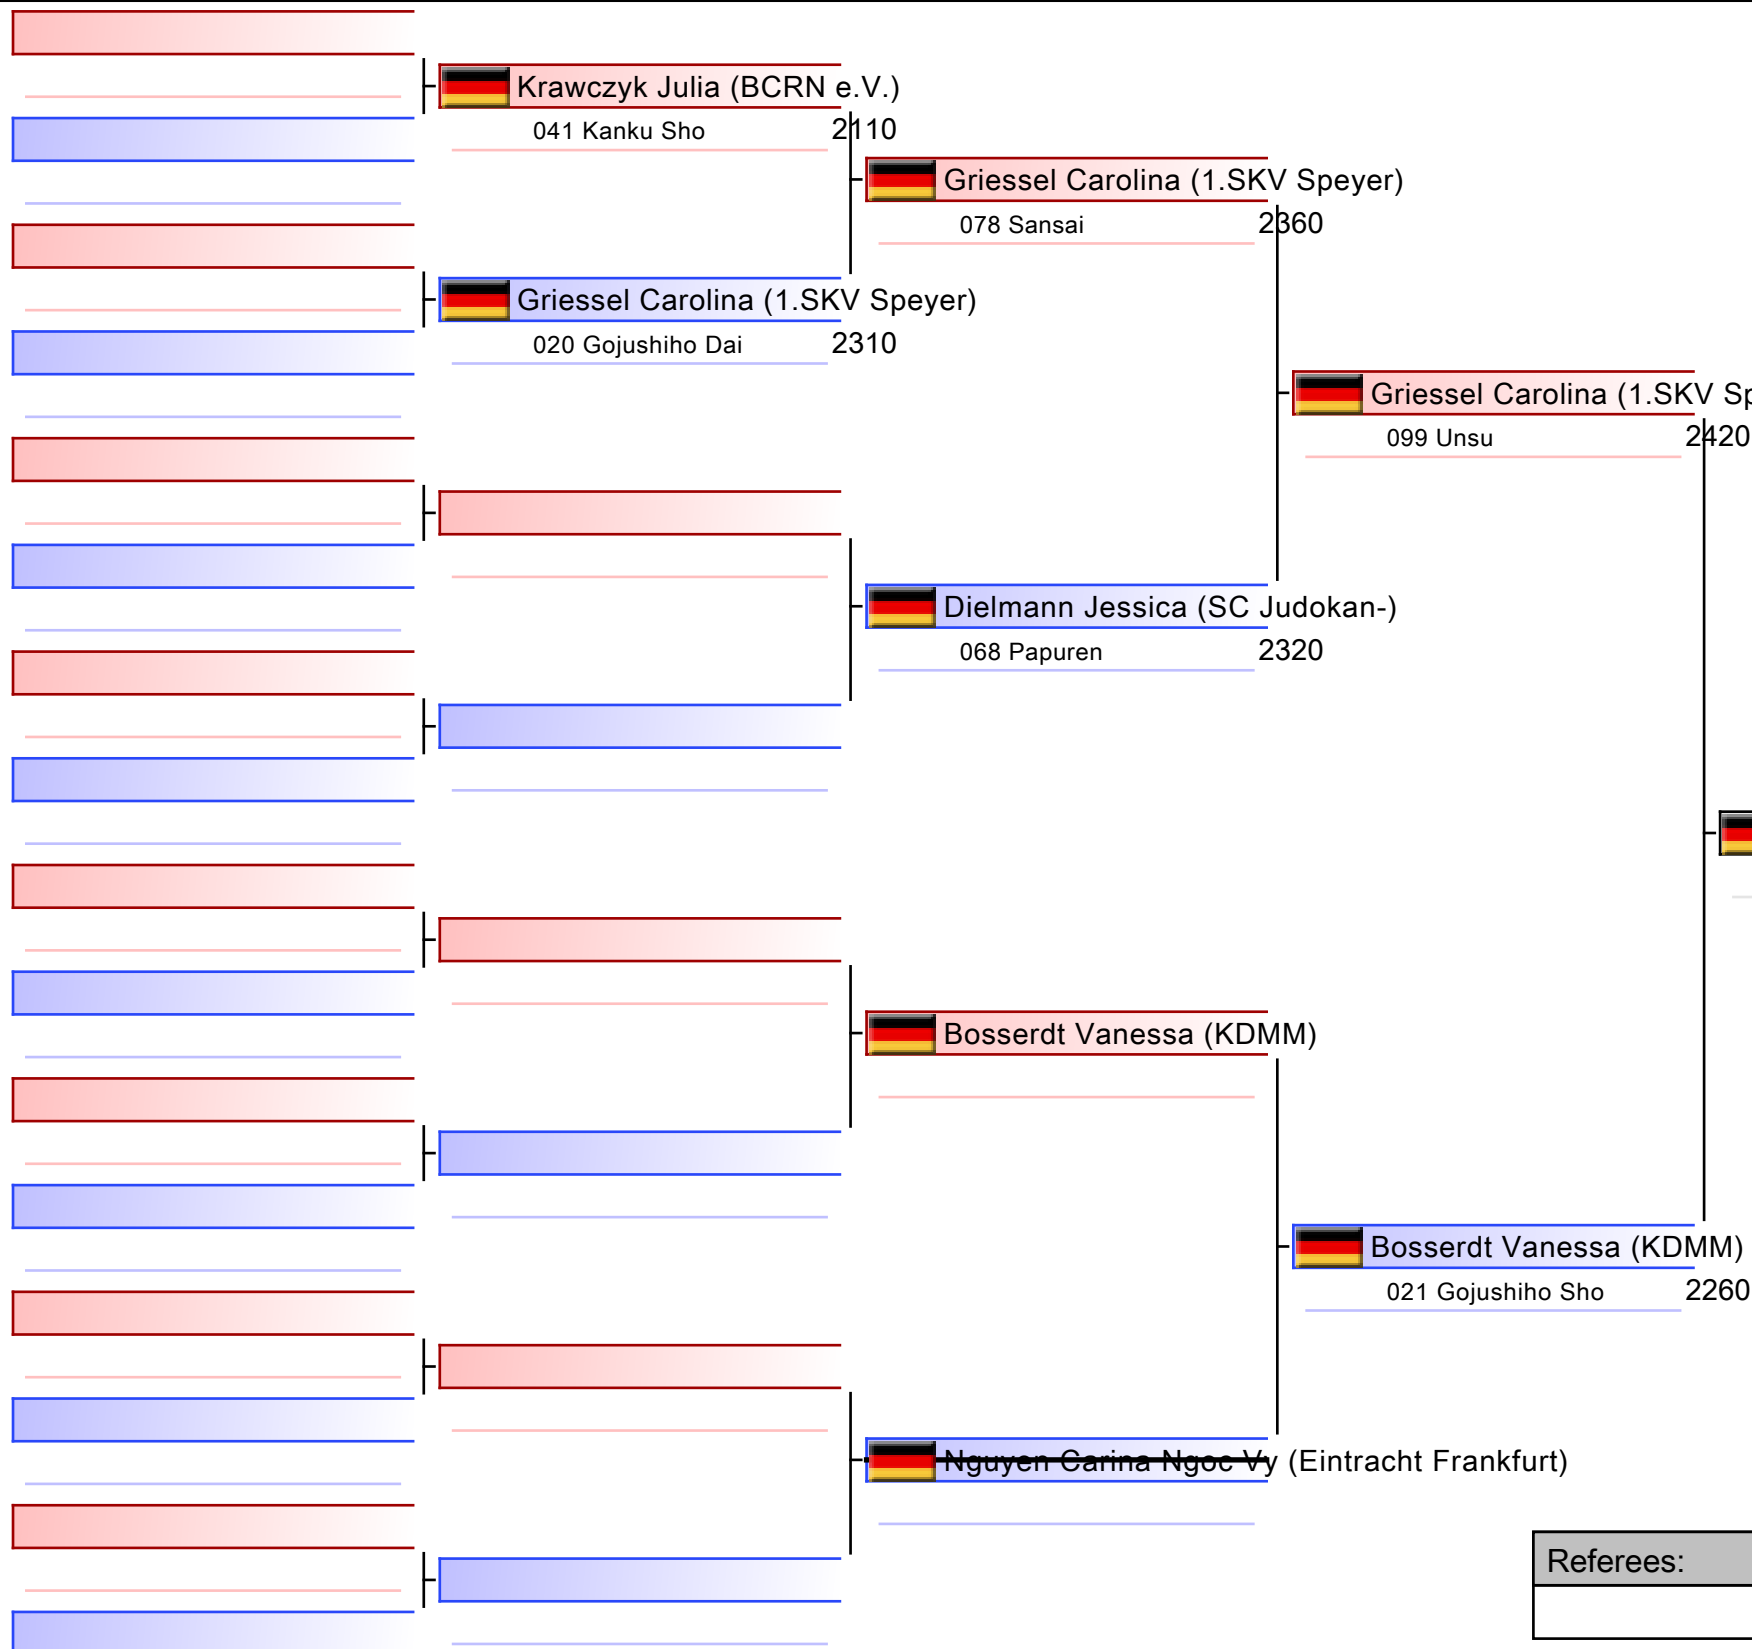 Krawczyk Julia (BCRN e.V.)
041 Kanku Sho 2110
Griessel Carolina (1.SKV Speyer)
078 Sansai 2360
Griessel Carolina (1.SKV Speyer)
020 Gojushiho Dai 2310
Griessel Carolina (1.SKV Sp
099 Unsu 2420
Dielmann Jessica (SC Judokan-)
068 Papuren 2320
Bosserdt Vanessa (KDMM)
Bosserdt Vanessa (KDMM)
021 Gojushiho Sho 2260
Nguyen Carina Ngoc Vy (Eintracht Frankfurt)
Referees: